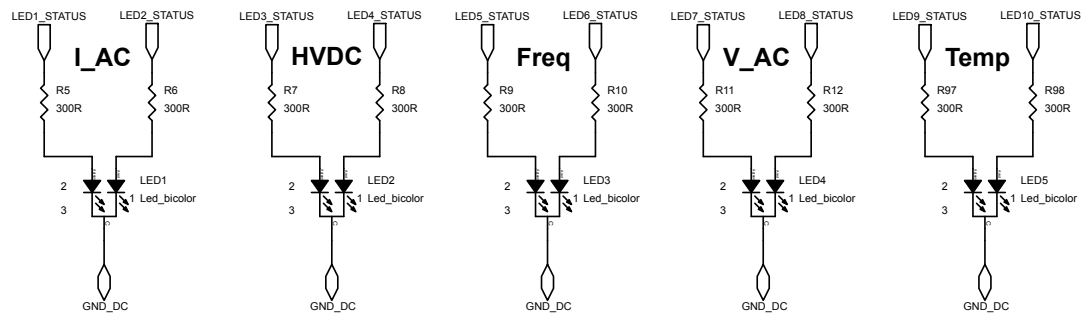 LED1_STATUS LED2_STATUS LED3_STATUS LED4_STATUS LED5_STATUS LED6_STATUS LED7_STATUS LED8_STATUS LED9_STATUS LED10_STATUS
I_AC HVDC Freq V_AC Temp
R5 R6 R7 R8 R9 R10 R11 R12 R97 R98
300R 300R 300R 300R 300R 300R 300R 300R 300R 300R
2 LED1 2 LED2 2 LED3 2 LED4 2 LED5
1 Led_bicolor 1 Led_bicolor 1 Led_bicolor 1 Led_bicolor 1 Led_bicolor
3 3 3 3 3
GND_DC GND_DC GND_DC GND_DC GND_DC